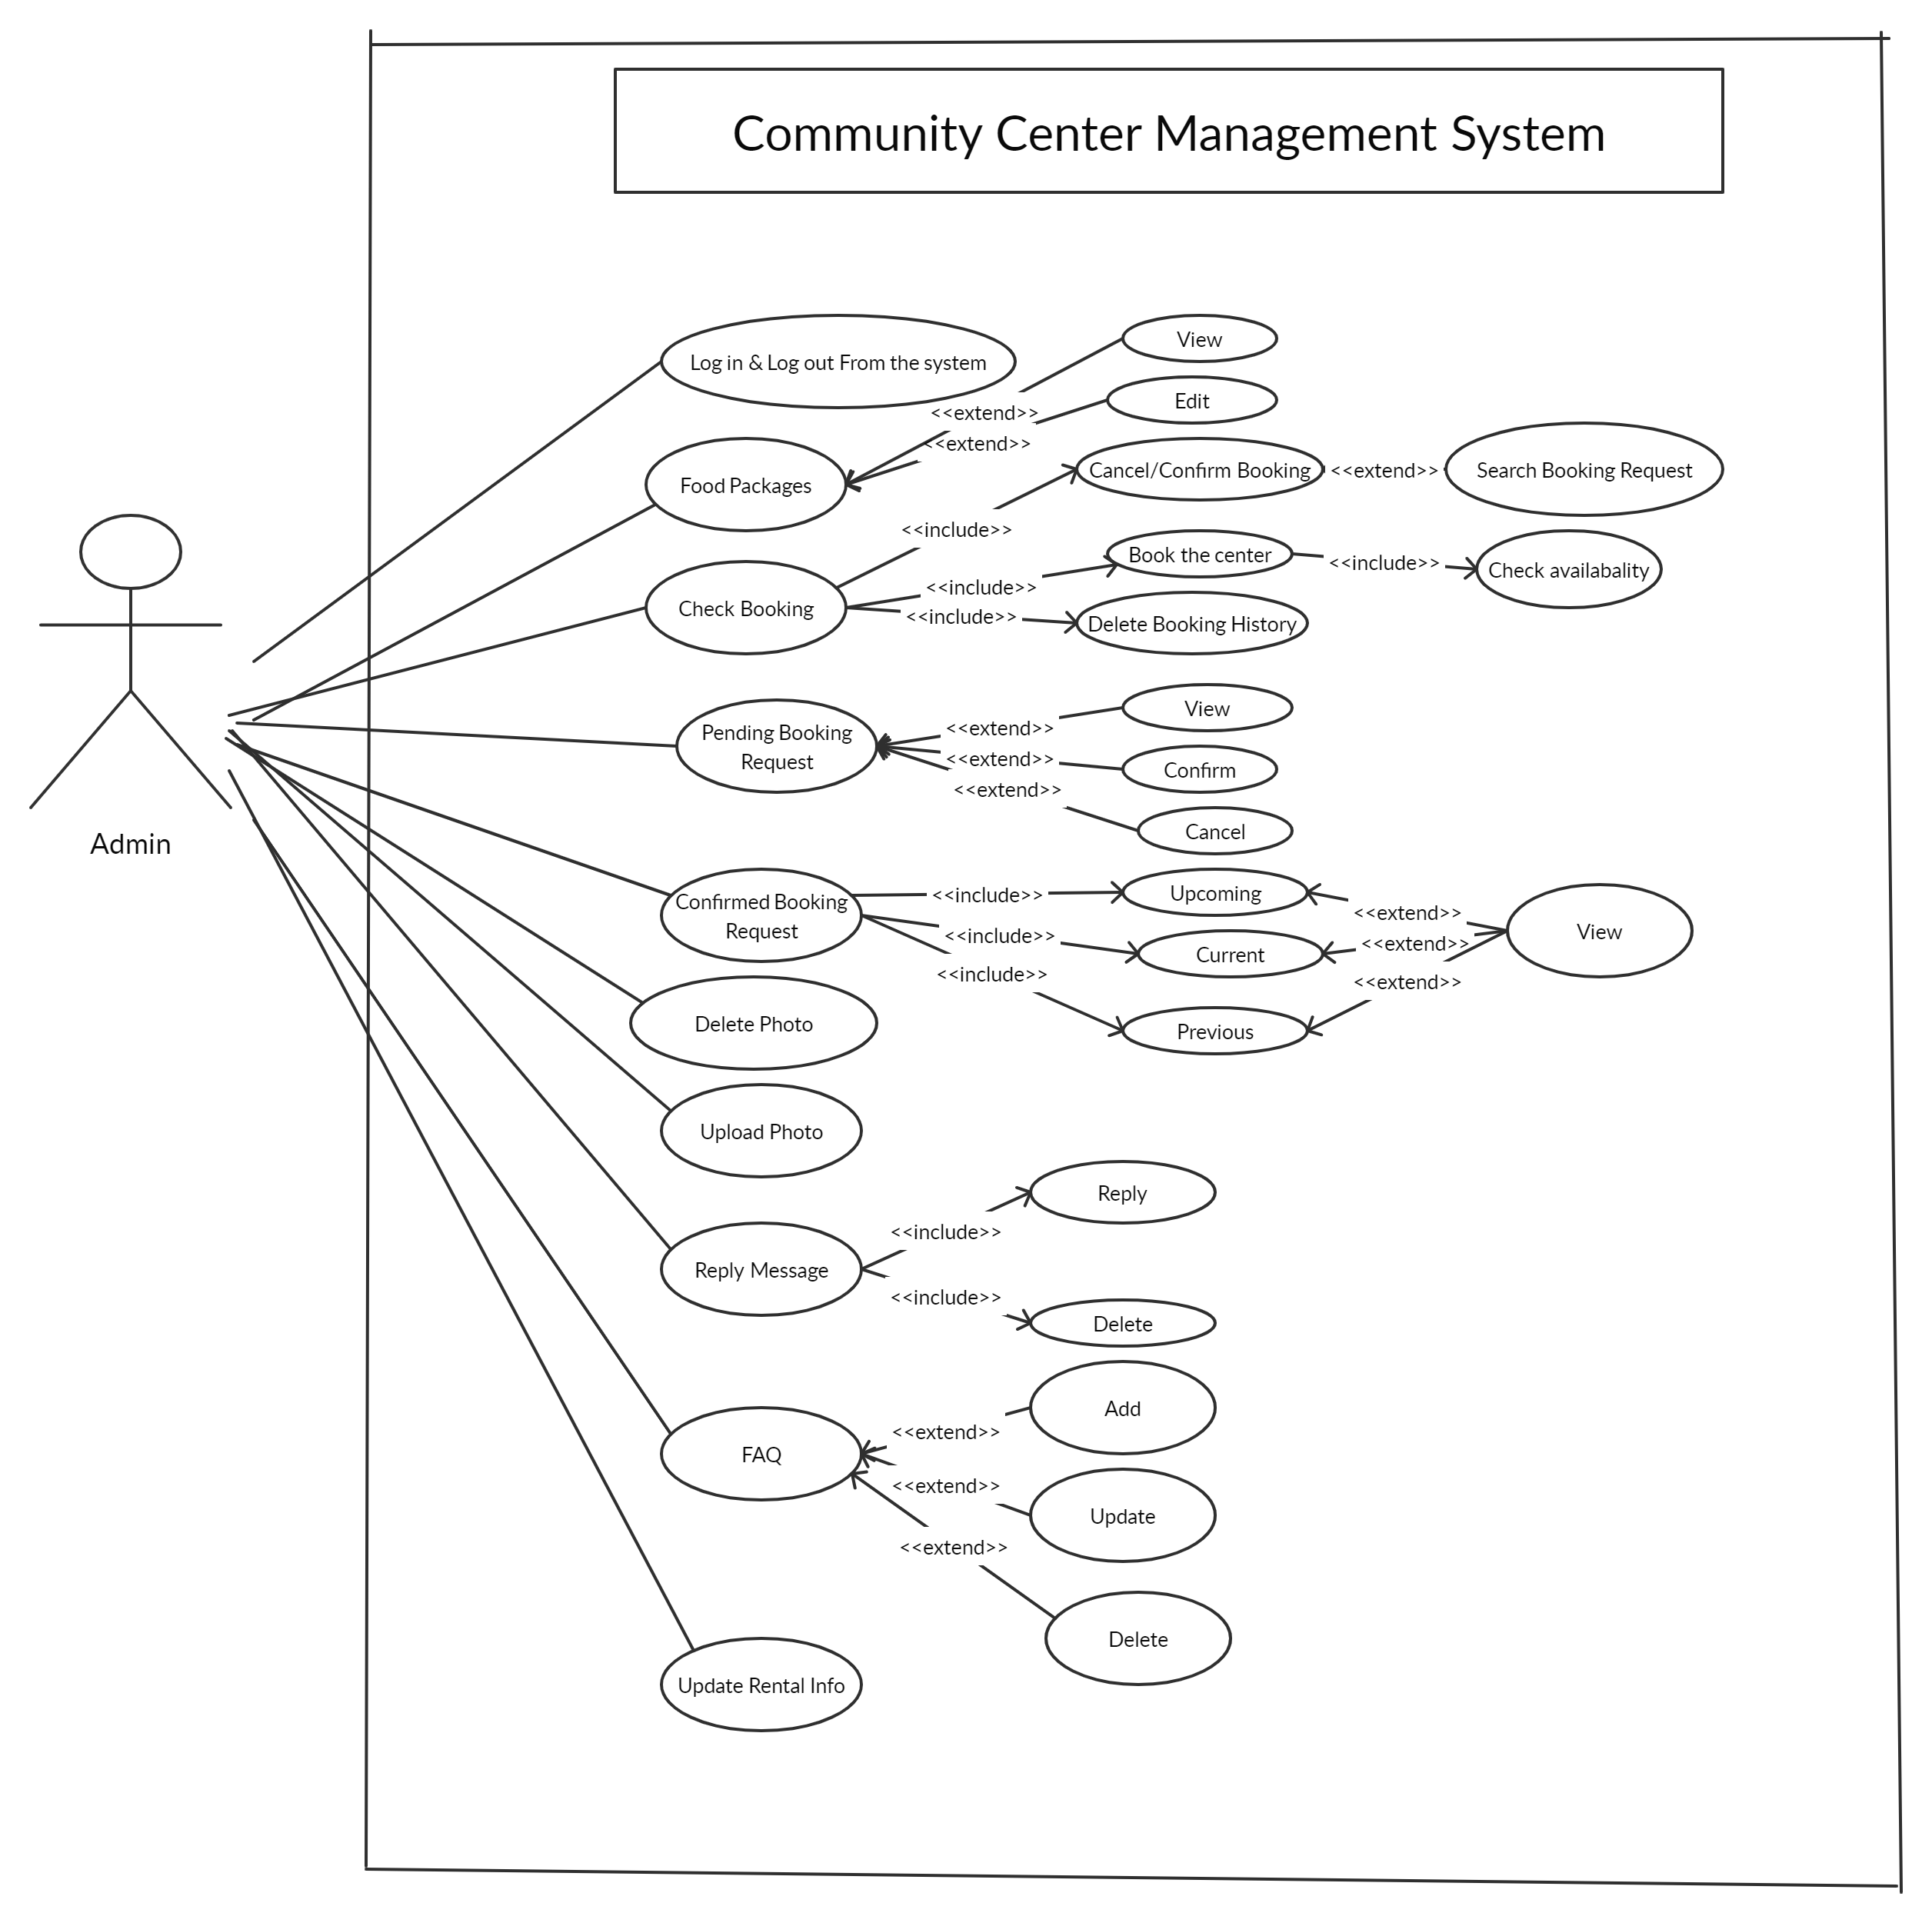 Community Center Management System
Log in & Log out From the system
View
Edit
<<extend>>
<<extend>>
Food Packages
Cancel/Confirm Booking
<<extend>>
Search Booking Request
<<include>>
Check Booking
<<include>>
Book the center
<<include>>
Check availabality
<<include>>
Delete Booking History
Pending Booking
Request
<<extend>>
View
<<extend>>
Confirm
<<extend>>
Cancel
Admin
Confirmed Booking
Request
<<include>>
Upcoming
<<extend>>
<<include>>
Current
<<extend>>
View
<<include>>
Previous
<<extend>>
Delete Photo
Upload Photo
Reply Message
<<include>>
Reply
<<include>>
Delete
FAQ
<<extend>>
Add
<<extend>>
Update
<<extend>>
Delete
Update Rental Info